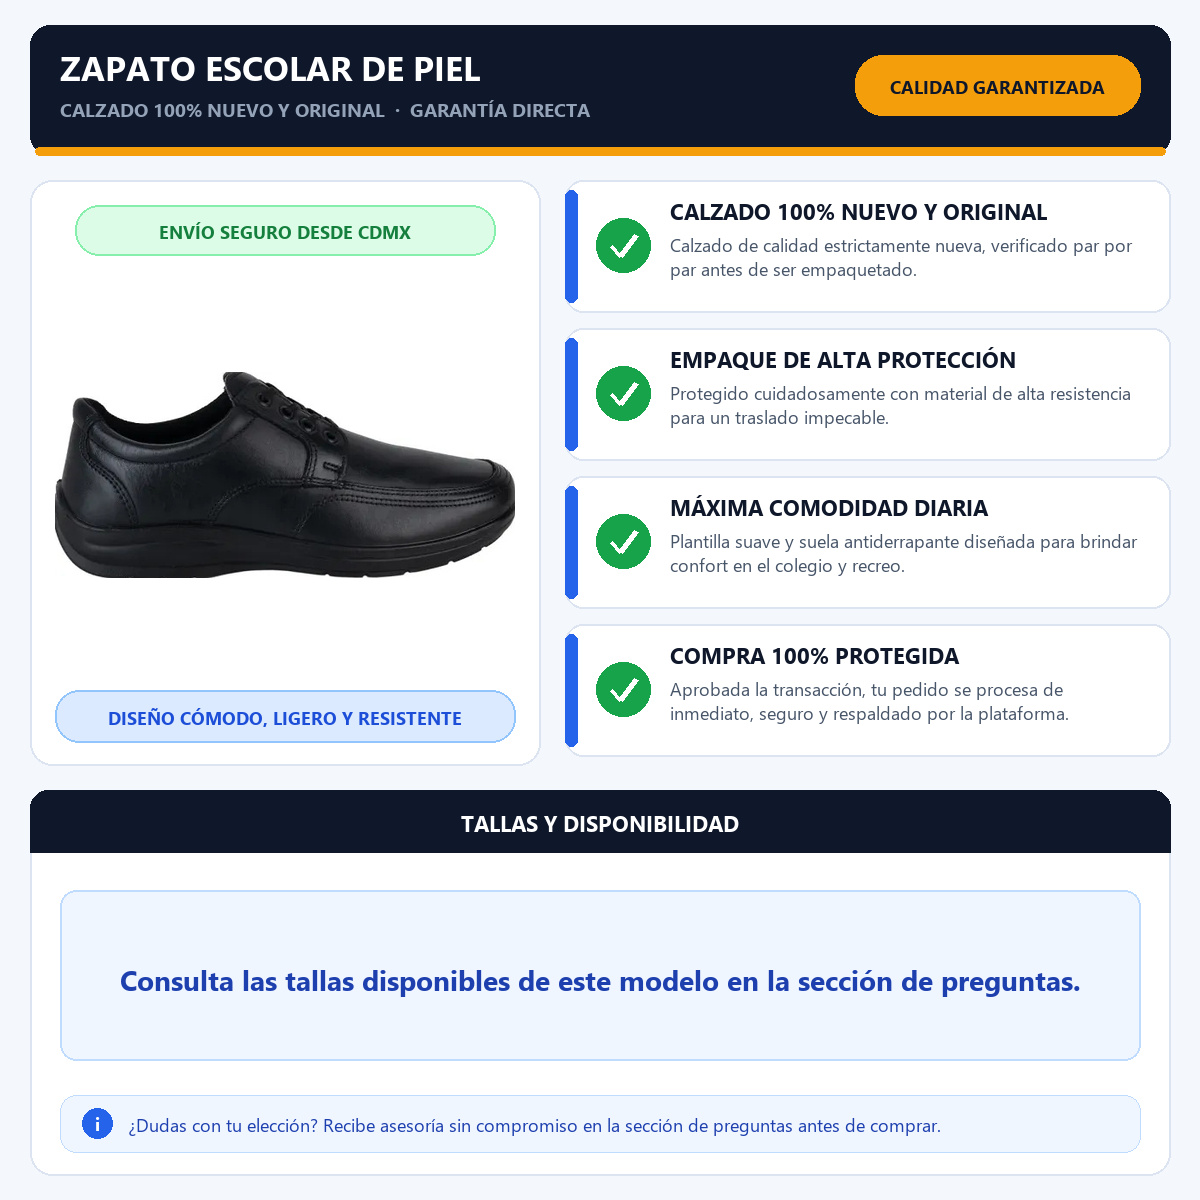 ZAPATO ESCOLAR DE PIEL
CALZADO 100% NUEVO Y ORIGINAL · GARANTÍA DIRECTA
CALIDAD GARANTIZADA
ENVÍO SEGURO DESDE CDMX
DISEÑO CÓMODO, LIGERO Y RESISTENTE
CALZADO 100% NUEVO Y ORIGINAL
Calzado de calidad estrictamente nueva, verificado par por
par antes de ser empaquetado.
EMPAQUE DE ALTA PROTECCIÓN
Protegido cuidadosamente con material de alta resistencia
para un traslado impecable.
MÁXIMA COMODIDAD DIARIA
Plantilla suave y suela antiderrapante diseñada para brindar
confort en el colegio y recreo.
COMPRA 100% PROTEGIDA
Aprobada la transacción, tu pedido se procesa de
inmediato, seguro y respaldado por la plataforma.
TALLAS Y DISPONIBILIDAD
Consulta las tallas disponibles de este modelo en la sección de preguntas.
i
¿Dudas con tu elección? Recibe asesoría sin compromiso en la sección de preguntas antes de comprar.